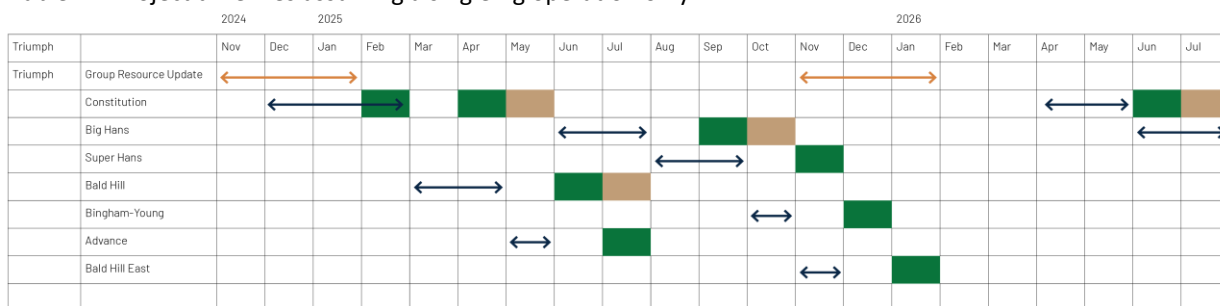 2024 2025 2026
Triumph Nov Dec Jan Feb Mar Apr May Jun Jul Aug Sep Oct Nov Dec Jan Feb Mar Apr May Jun Jul
Triumph Group Resource Update
Constitution
Big Hans
Super Hans
Bald Hill
Bingham-Young
Advance
Bald Hill East